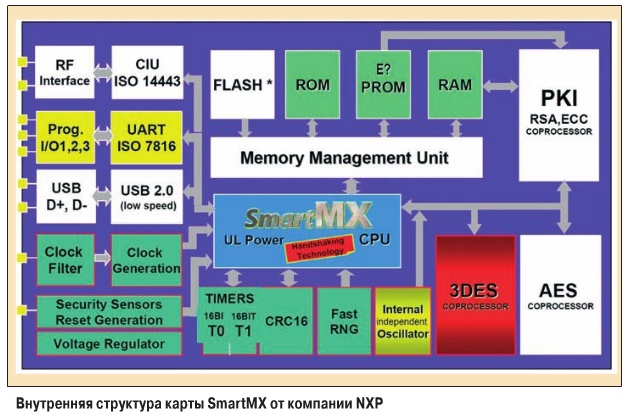 RF
Interface
CIU
ISO 14443
FLASH *
ROM
E?
PROM
RAM
PKI
RSA,ECC
COPROCESSOR
Prog.
I/O1,2,3
UART
ISO 7816
Memory Management Unit
USB
D+, D-
USB 2.0
(low speed)
SmartMX
UL Power
Handshaking
Technology
CPU
Clock
Filter
Clock
Generation
3DES
COPROCESSOR
AES
COPROCESSOR
Security Sensors
Reset Generation
Voltage Regulator
TIMERS
16BI 16BIT
T0 T1
CRC16
Fast
RNG
Internal
independent
Oscillator
Внутренняя структура карты SmartMX от компании NXP